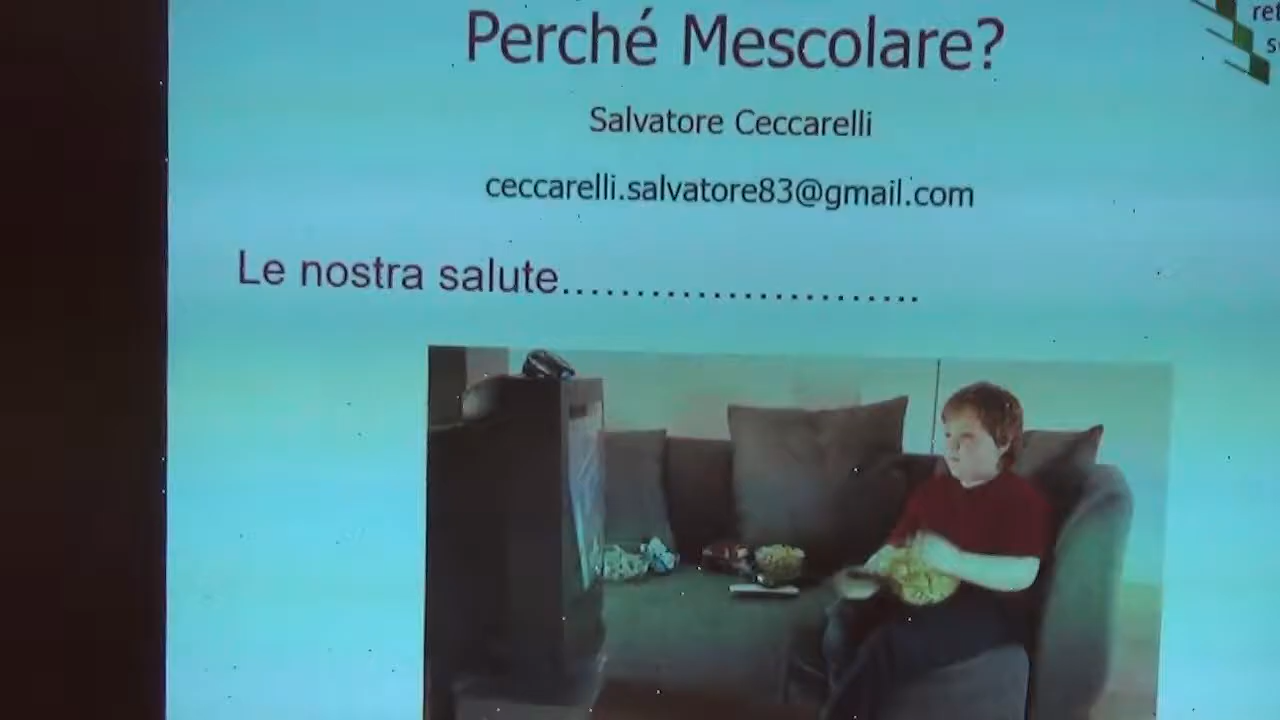 Perché Mescolare?
Salvatore Ceccarelli
ceccarelli.salvatore83@gmail.com
Le nostra salute........................